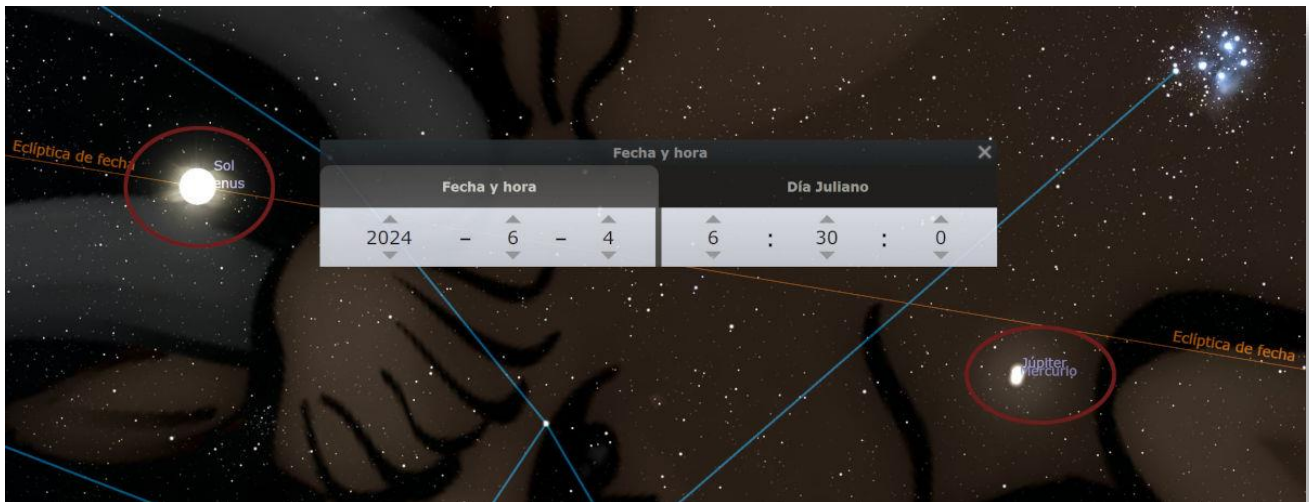 Eclíptica de fecha
Sol
enus
Fecha y hora
Fecha y hora
Día Juliano
2024 – 6 – 4
6 : 30 : 0
Eclíptica de fecha
Júpiter
Mercurio